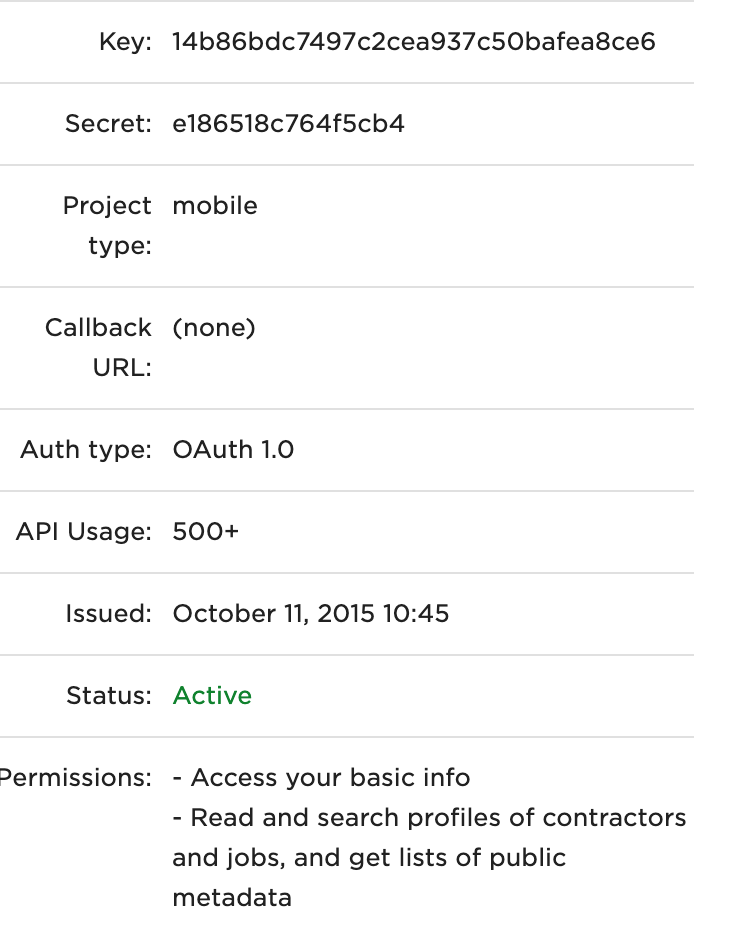 Key: 14b86bdc7497c2cea937c50bafea8ce6
Secret: e186518c764f5cb4
Project type: mobile
Callback URL: (none)
Auth type: OAuth 1.0
API Usage: 500+
Issued: October 11, 2015 10:45
Status: Active
Permissions: - Access your basic info
- Read and search profiles of contractors
and jobs, and get lists of public
metadata